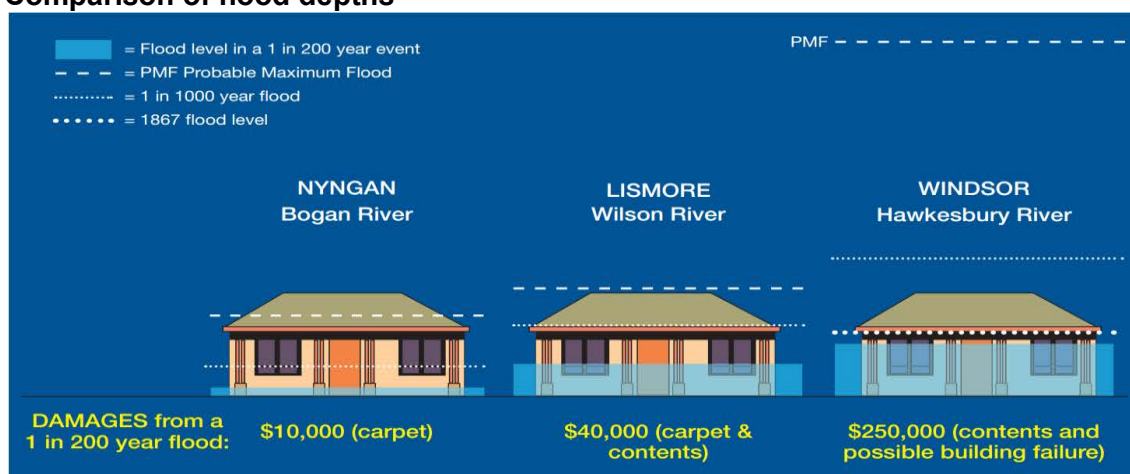 Comparison of flood depths
= Flood level in a 1 in 200 year event
= PMF Probable Maximum Flood
= 1 in 1000 year flood
= 1867 flood level
PMF
NYNGAN
Bogan River
LISMORE
Wilson River
WINDSOR
Hawkesbury River
DAMAGES from a
1 in 200 year flood:
$10,000 (carpet)
$40,000 (carpet &
contents)
$250,000 (contents and
possible building failure)